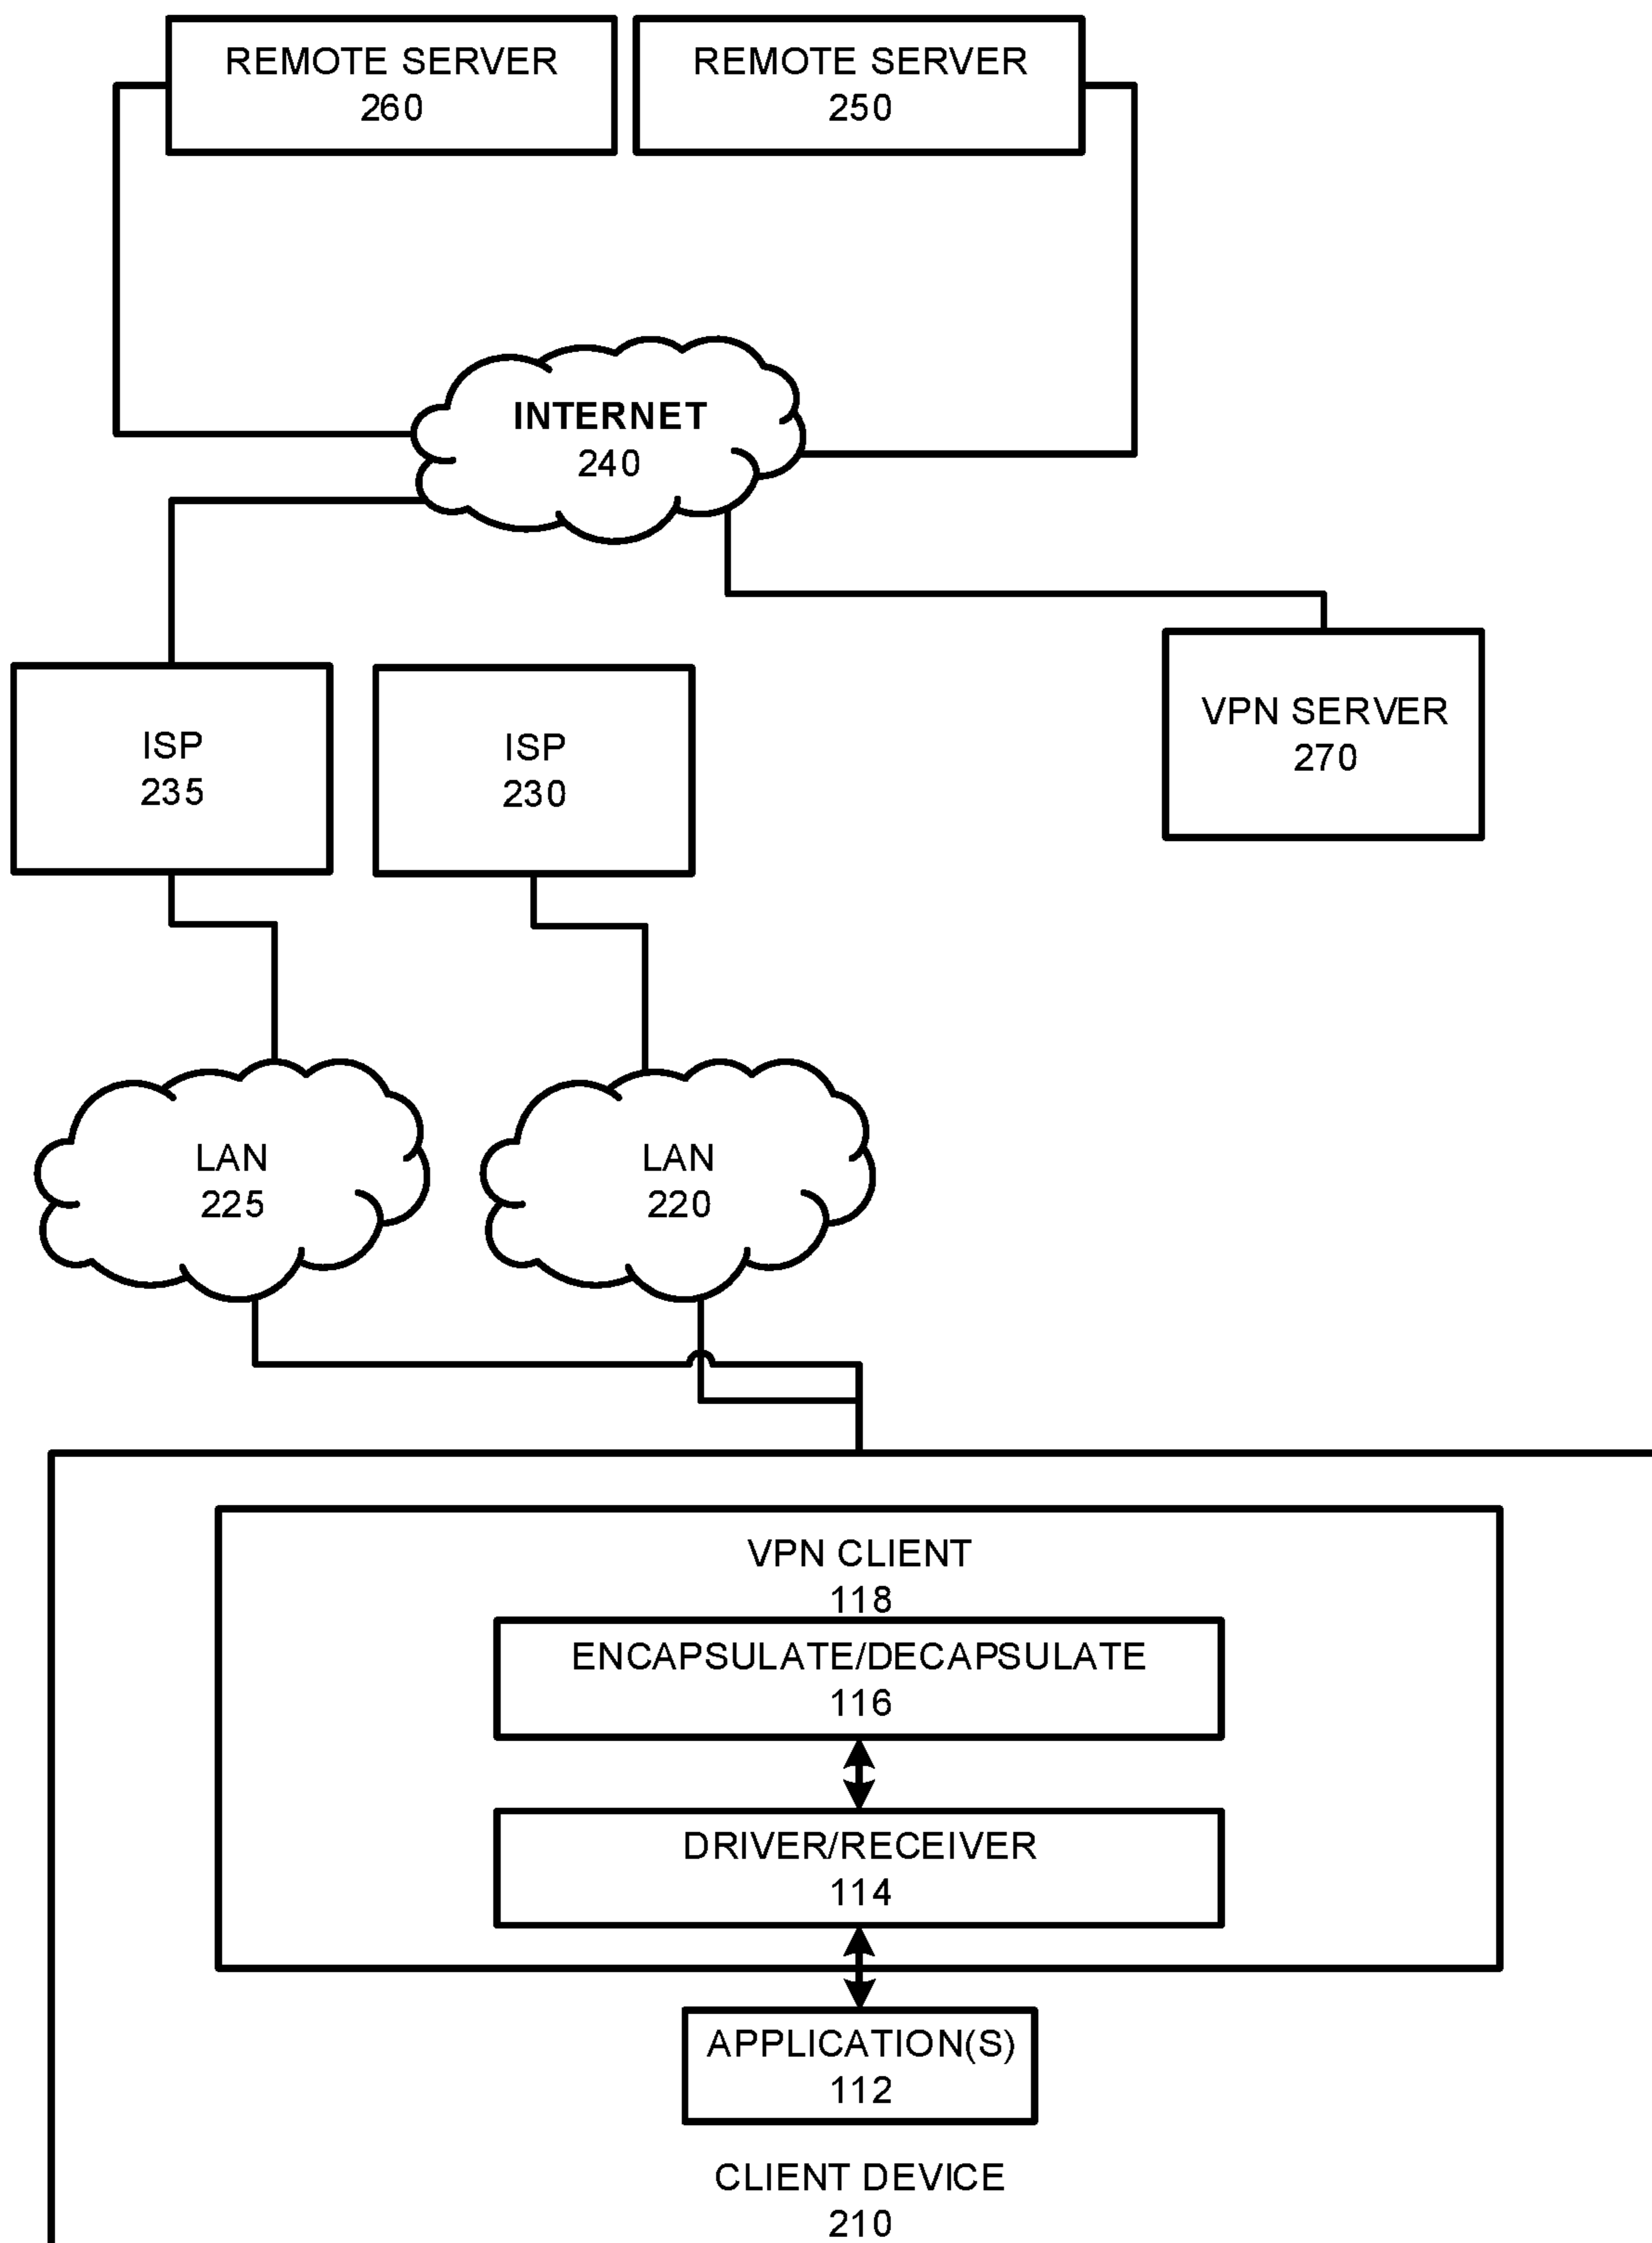 REMOTE SERVER
260
REMOTE SERVER
250
INTERNET
240
ISP
235
ISP
230
VPN SERVER
270
LAN
225
LAN
220
VPN CLIENT
118
ENCAPSULATE/DECAPSULATE
116
DRIVER/RECEIVER
114
APPLICATION(S)
112
CLIENT DEVICE
210